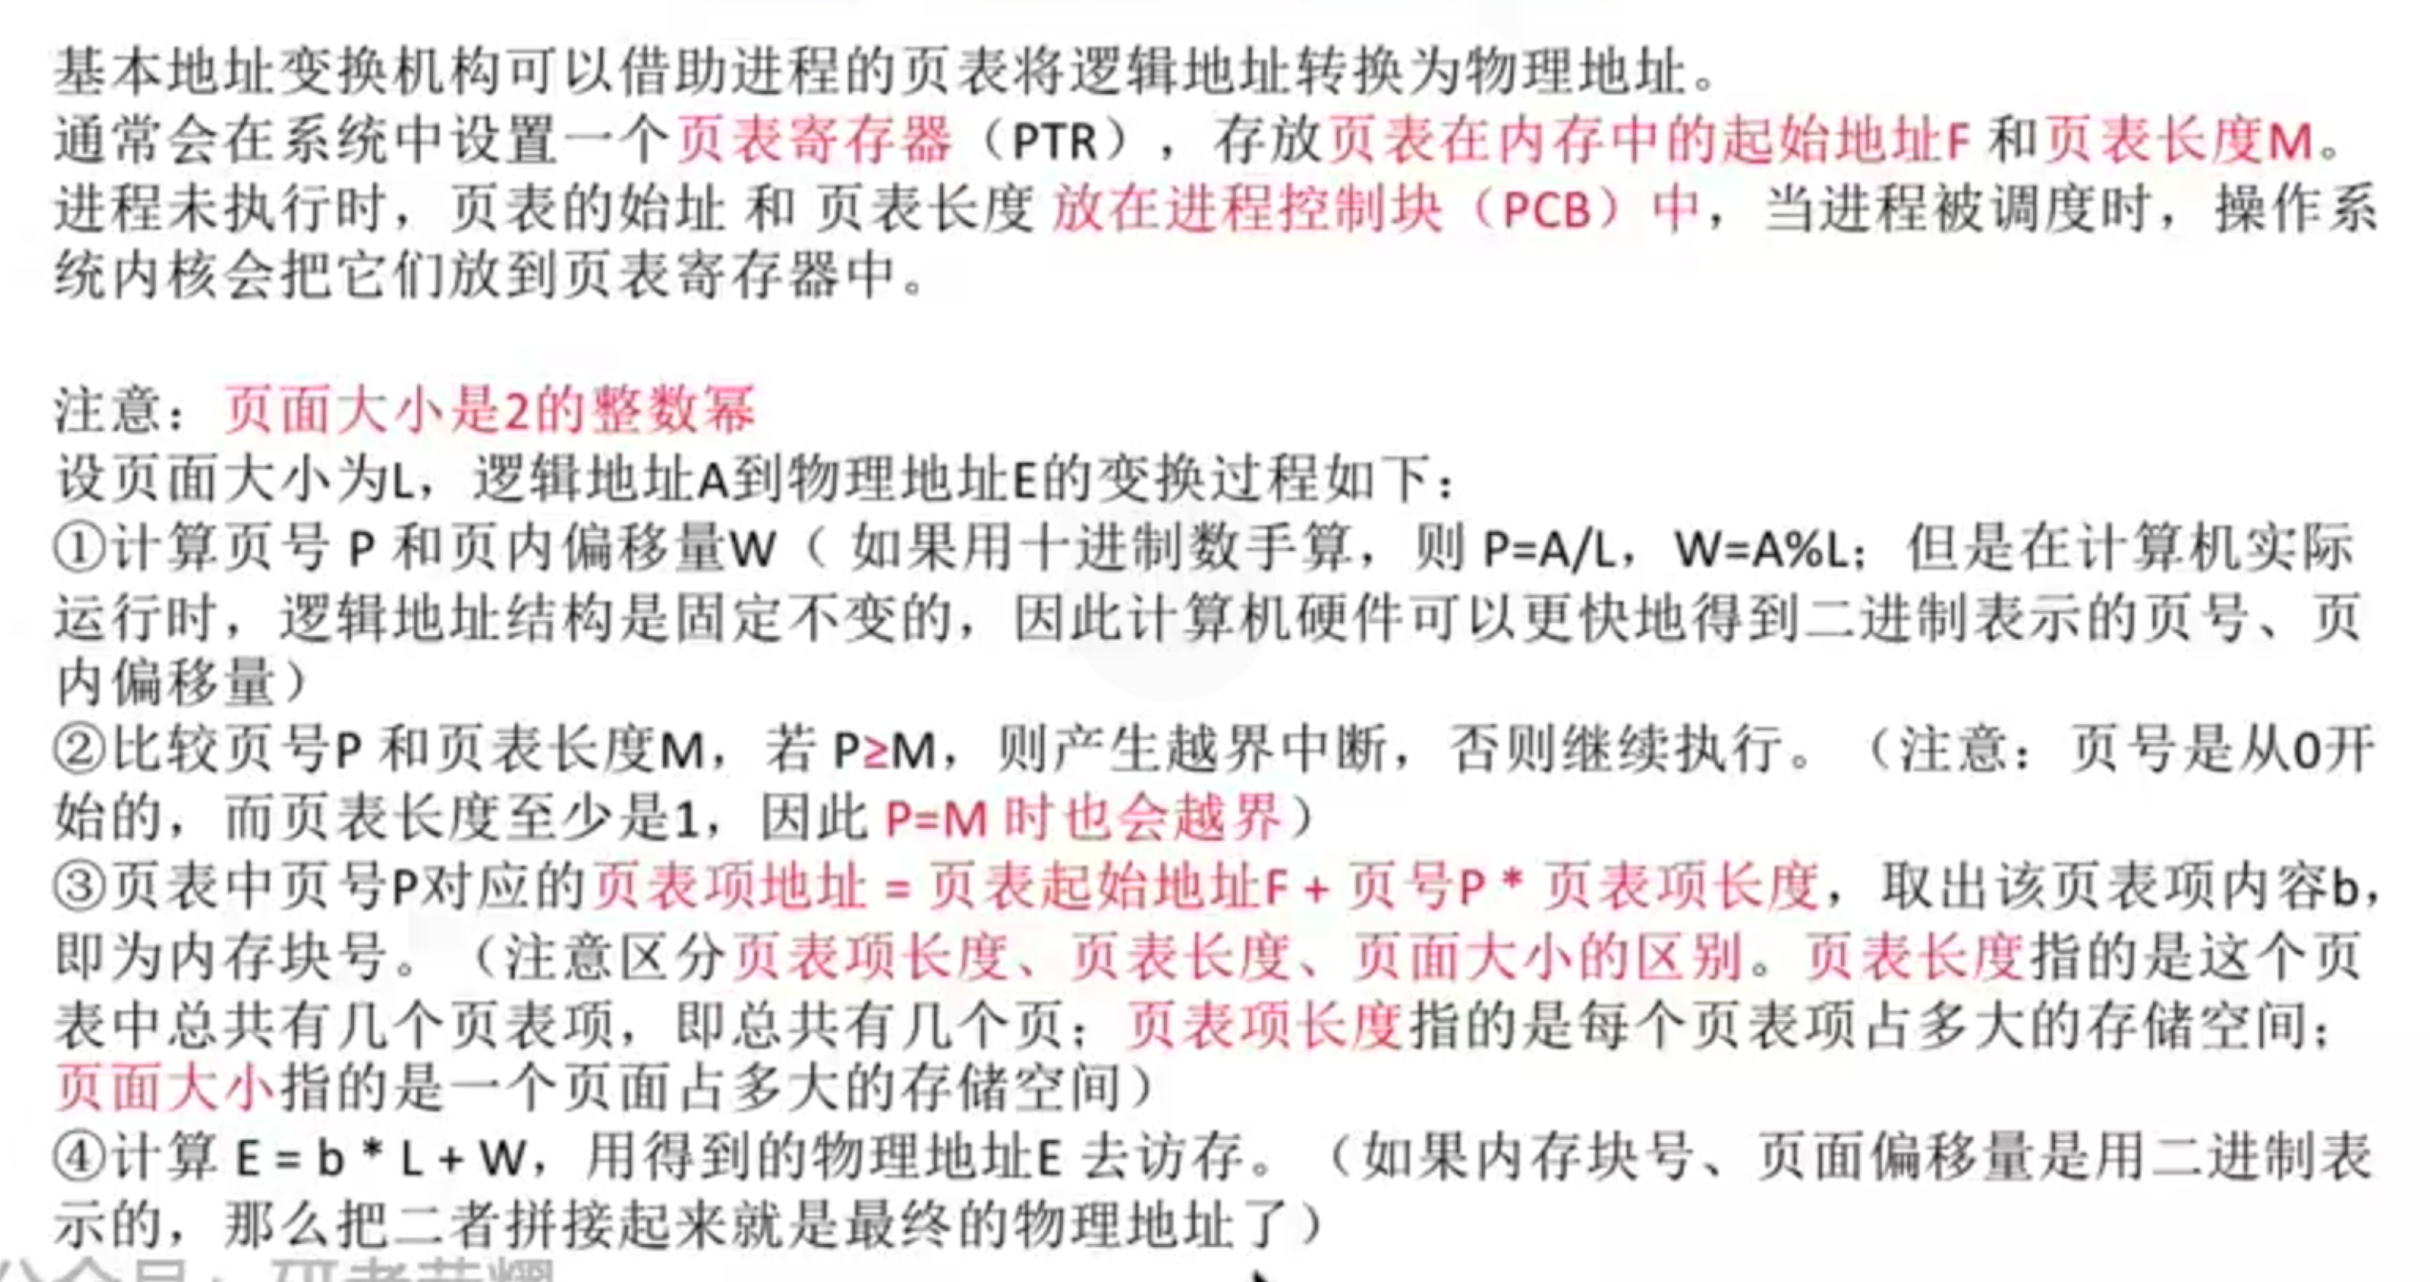 基本地址变换机构可以借助进程的页表将逻辑地址转换为物理地址。
通常会在系统中设置一个页表寄存器（PTR），存放页表在内存中的起始地址F 和页表长度M。
进程未执行时，页表的始址 和 页表长度 放在进程控制块（PCB）中，当进程被调度时，操作系
统内核会把它们放到页表寄存器中。
注意：页面大小是2的整数幂
设页面大小为L，逻辑地址A到物理地址E的变换过程如下：
①计算页号 P 和页内偏移量W（ 如果用十进制数手算，则 P=A/L，W=A%L；但是在计算机实际
运行时，逻辑地址结构是固定不变的，因此计算机硬件可以更快地得到二进制表示的页号、页
内偏移量）
②比较页号P 和页表长度M，若 P≥M，则产生越界中断，否则继续执行。（注意：页号是从0开
始的，而页表长度至少是1，因此 P=M 时也会越界）
③页表中页号P对应的页表项地址 = 页表起始地址F + 页号P * 页表项长度，取出该页表项内容b，
即为内存块号。（注意区分页表项长度、页表长度、页面大小的区别。页表长度指的是这个页
表中总共有几个页表项，即总共有几个页；页表项长度指的是每个页表项占多大的存储空间；
页面大小指的是一个页面占多大的存储空间）
④计算 E = b * L + W，用得到的物理地址E 去访存。（如果内存块号、页面偏移量是用二进制表
示的，那么把二者拼接起来就是最终的物理地址了）